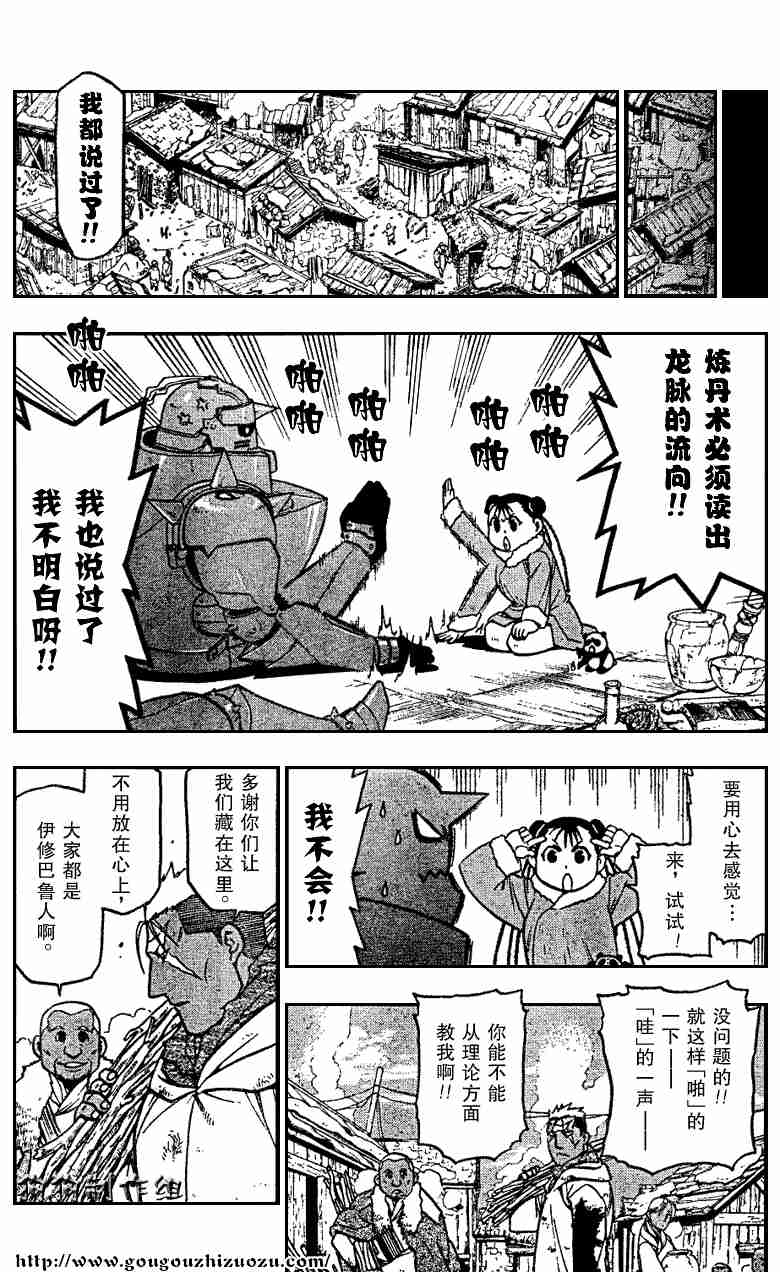 我都说过了!!
炼丹术必须读出
龙脉的流向!!
啪
啪
啪
啪
啪
啪
啪
啪
啪
啪
我也说过了
我不明白呀!!
要用心去感觉…
来，试试！
我不会!!
没问题的!!
就这样「啪」的
一下——
「哇」的一声——
你能不能
从理论方面
教我啊!!
多谢你们让
我们藏在这里。
不用放在心上，
大家都是
伊修巴鲁人啊。
http://www.gougouzhizuozu.com